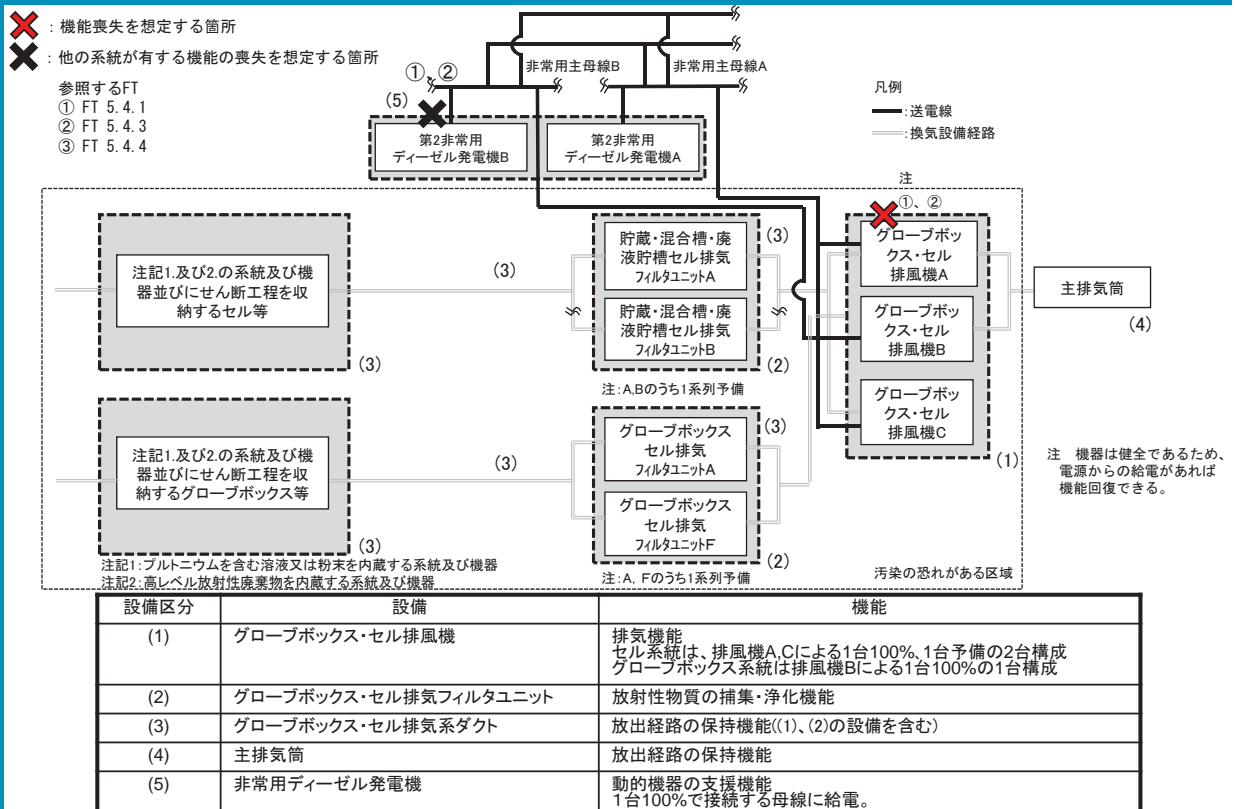 ：機能喪失を想定する箇所
：他の系統が有する機能の喪失を想定する箇所
参照するFT
① FT 5.4.1
② FT 5.4.3
③ FT 5.4.4
①、②
(5)
非常用主母線B
非常用主母線A
第2非常用
ディーゼル発電機B
第2非常用
ディーゼル発電機A
凡例
:送電線
:換気設備経路
注
①、②
注記1.及び2.の系統及び機
器並びにせん断工程を収
納するセル等
(3)
(3)
貯蔵・混合槽・廃
液貯槽セル排気
フィルタユニットA
(3)
貯蔵・混合槽・廃
液貯槽セル排気
フィルタユニットB
(2)
注:A,Bのうち1系列予備
グローブボッ
クス・セル
排風機A
グローブボッ
クス・セル
排風機B
グローブボッ
クス・セル
排風機C
(1)
主排気筒
(4)
注記1.及び2.の系統及び機
器並びにせん断工程を収
納するグローブボックス等
(3)
(3)
グローブボックス
セル排気
フィルタユニットA
(3)
グローブボックス
セル排気
フィルタユニットF
(2)
注:A, Fのうち1系列予備
注　機器は健全であるため、
電源からの給電があれば
機能回復できる。
注記1:プルトニウムを含む溶液又は粉末を内蔵する系統及び機器
注記2:高レベル放射性廃棄物を内蔵する系統及び機器
汚染の恐れがある区域
設備区分 設備 機能
(1) グローブボックス・セル排風機 排気機能
セル系統は、排風機A,Cによる1台100%、1台予備の2台構成
グローブボックス系統は排風機Bによる1台100%の1台構成
(2) グローブボックス・セル排気フィルタユニット 放射性物質の捕集・浄化機能
(3) グローブボックス・セル排気系ダクト 放出経路の保持機能((1)、(2)の設備を含む)
(4) 主排気筒 放出経路の保持機能
(5) 非常用ディーゼル発電機 動的機器の支援機能
1台100%で接続する母線に給電。